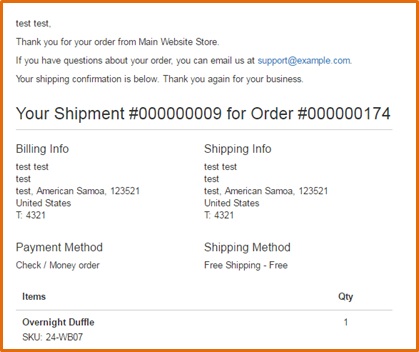 test test,
Thank you for your order from Main Website Store.
If you have questions about your order, you can email us at support@example.com.
Your shipping confirmation is below. Thank you again for your business.
Your Shipment #000000009 for Order #000000174
Billing Info
test test
test
test, American Samoa, 123521
United States
T: 4321
Shipping Info
test test
test
test, American Samoa, 123521
United States
T: 4321
Payment Method
Check / Money order
Shipping Method
Free Shipping - Free
Items Qty
Overnight Duffle 1
SKU: 24-WB07